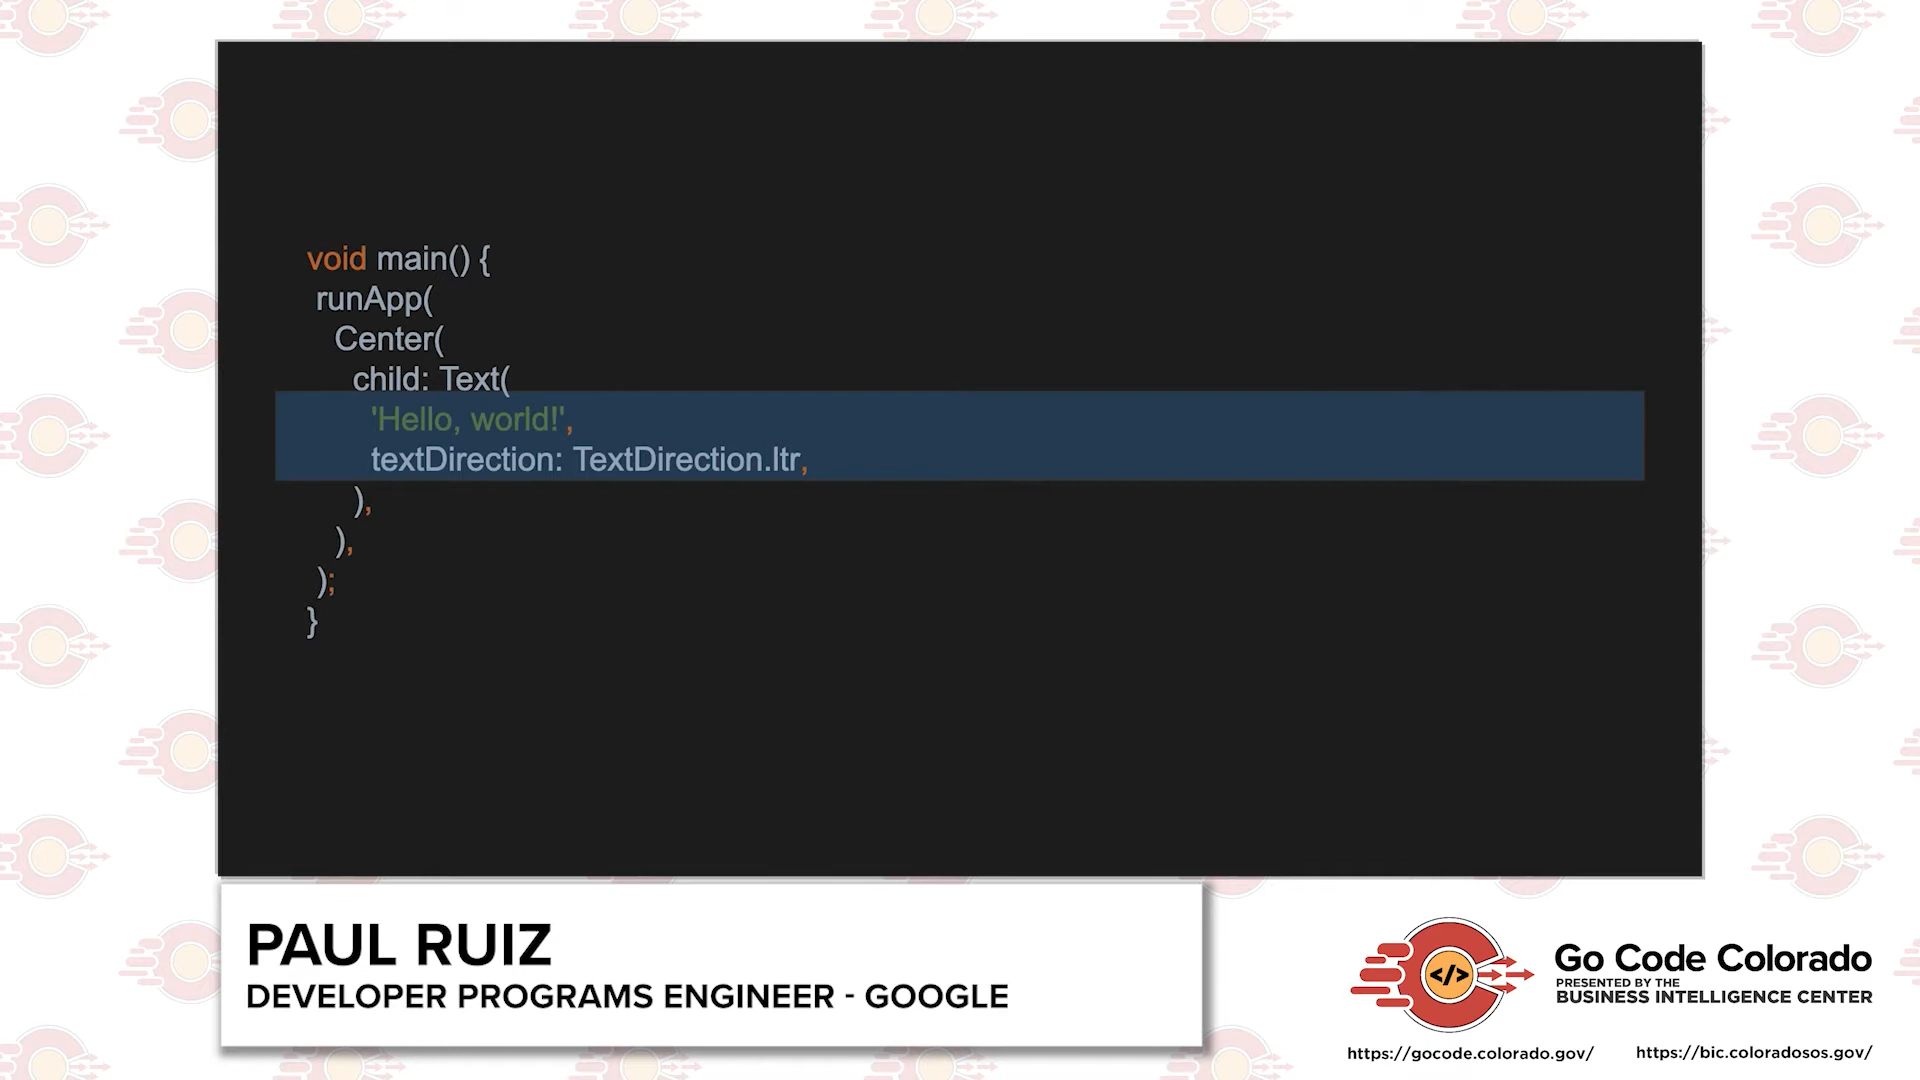 void main() {
runApp(
Center(
child: Text(
'Hello, world!',
textDirection: TextDirection.ltr,
),
),
);
}
PAUL RUIZ
DEVELOPER PROGRAMS ENGINEER - GOOGLE
</>
Go Code Colorado
PRESENTED BY THE
BUSINESS INTELLIGENCE CENTER
https://gocode.colorado.gov/
https://bic.coloradosos.gov/